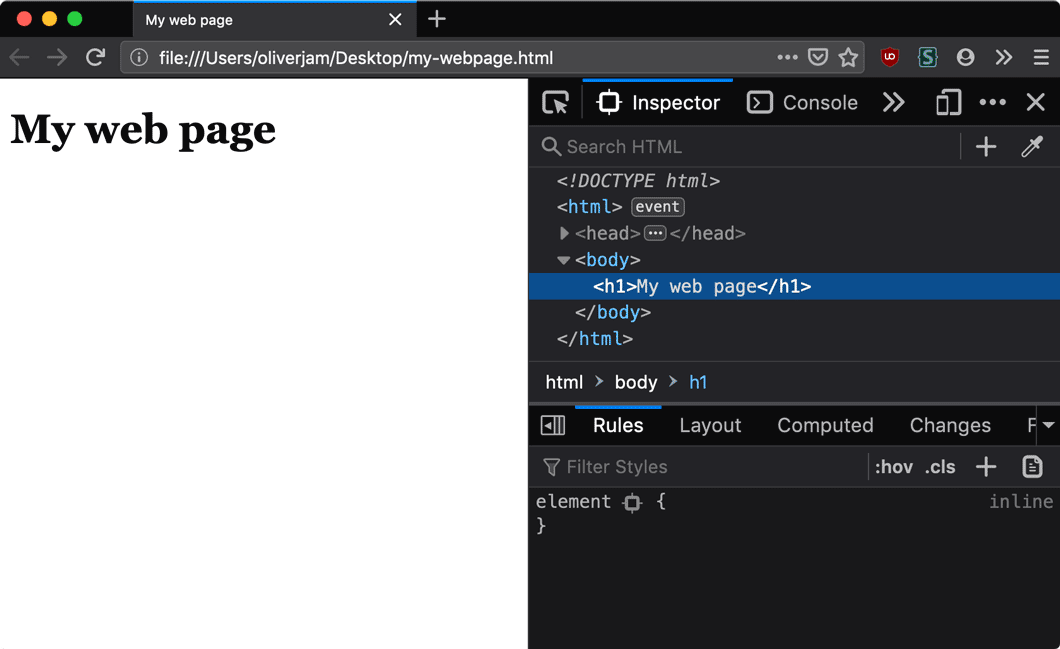 My web page
file:///Users/oliverjam/Desktop/my-webpage.html
UO
S
My web page
Inspector
Console
Search HTML
<!DOCTYPE html>
<html> event
<head>…</head>
<body>
<h1>My web page</h1>
</body>
</html>
html > body > h1
Rules Layout Computed Changes F
Filter Styles :hov .cls
element { inline
}